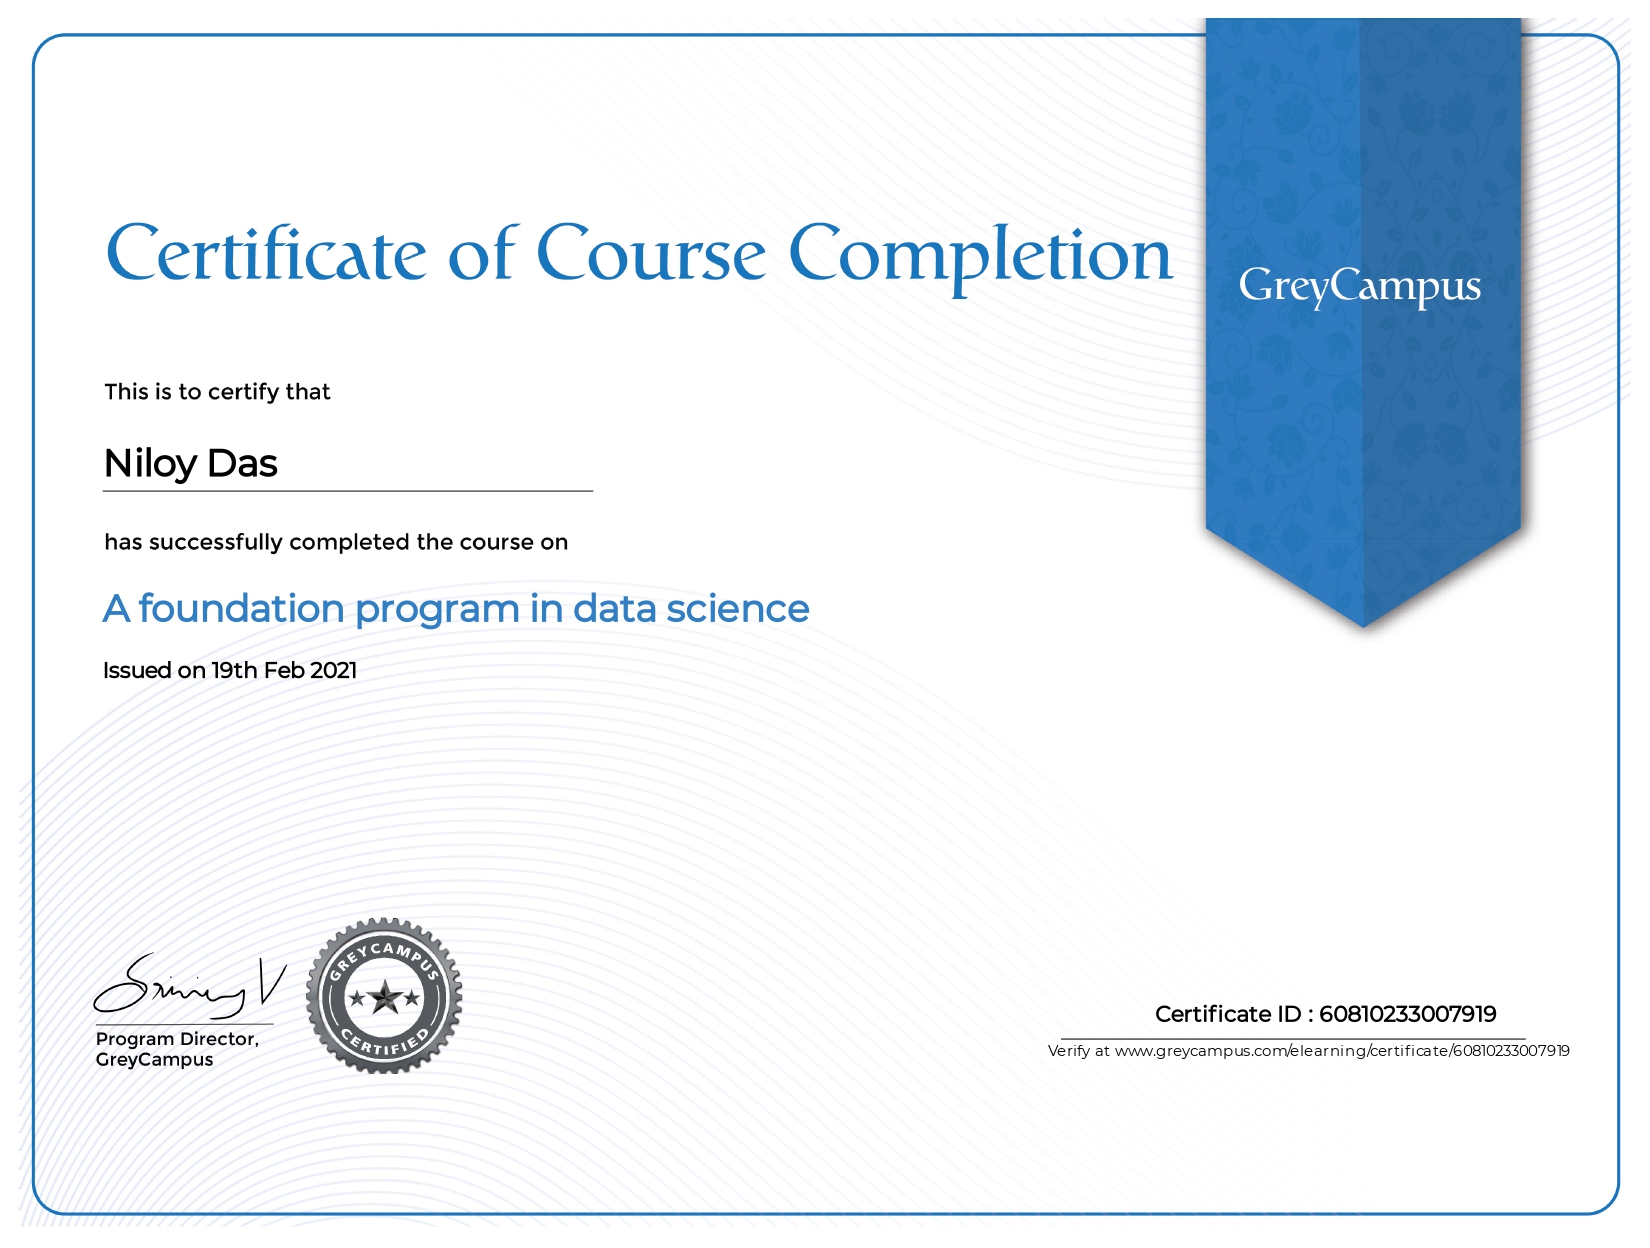 Certificate of Course Completion
GreyCampus
This is to certify that
Niloy Das
has successfully completed the course on
A foundation program in data science
Issued on 19th Feb 2021
Program Director,
GreyCampus
GREYCAMPUS
CERTIFIED
Certificate ID : 60810233007919
Verify at www.greycampus.com/elearning/certificate/60810233007919